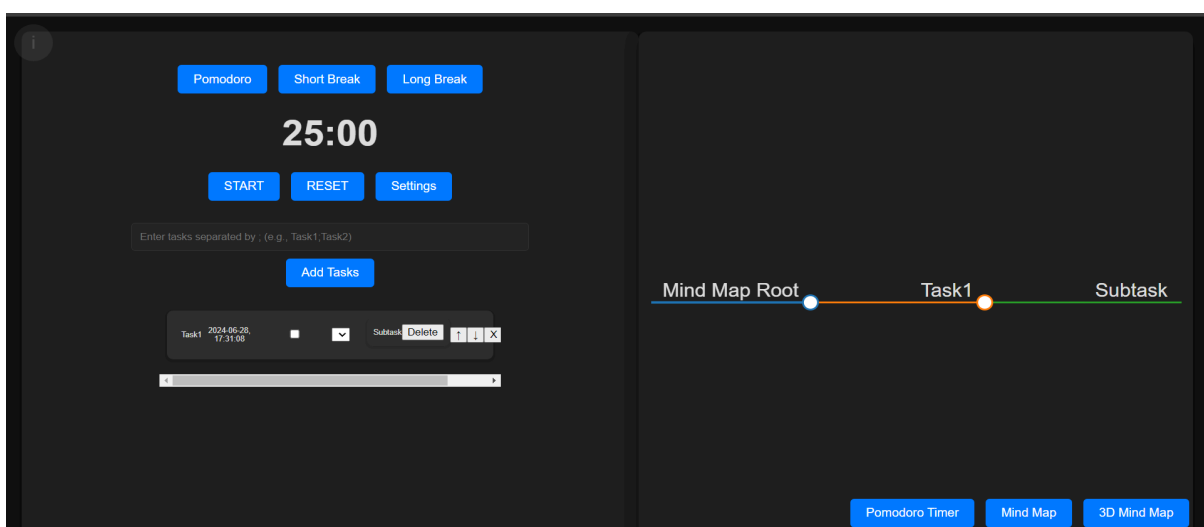 i
Pomodoro Short Break Long Break
25:00
START RESET Settings
Enter tasks separated by ; (e.g., Task1;Task2)
Add Tasks
Task1 2024-06-28, 17:31:08 Subtask Delete ↑ ↓ X
Mind Map Root Task1 Subtask
Pomodoro Timer Mind Map 3D Mind Map